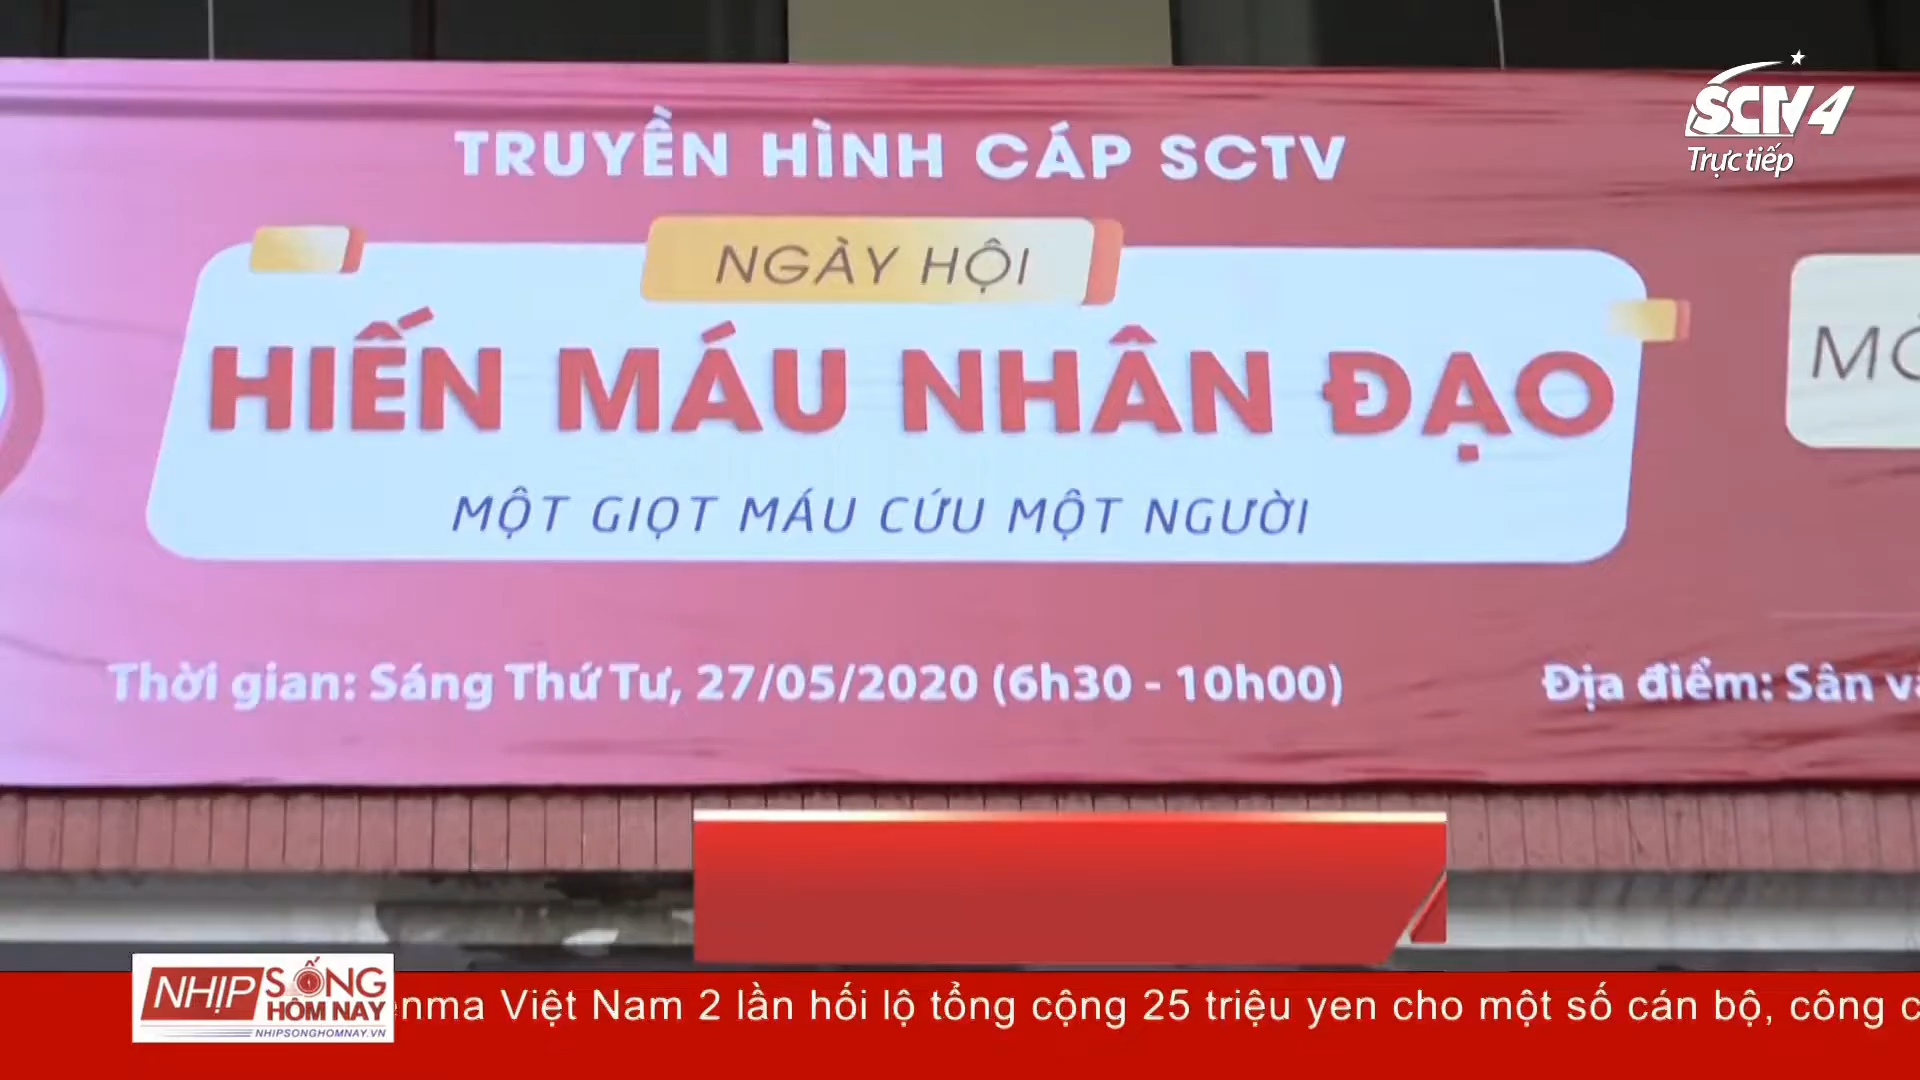 SCTV4
Trực tiếp
TRUYỀN HÌNH CÁP SCTV
NGÀY HỘI
HIẾN MÁU NHÂN ĐẠO
MỘT GIỌT MÁU CỨU MỘT NGƯỜI
Thời gian: Sáng Thứ Tư, 27/05/2020 (6h30 - 10h00)
Địa điểm: Sân
NHỊP SỐNG
HÔM NAY
NHIPSONGHOMNAY.VN
Việt Nam 2 lần hối lộ tổng cộng 25 triệu yen cho một số cán bộ, công